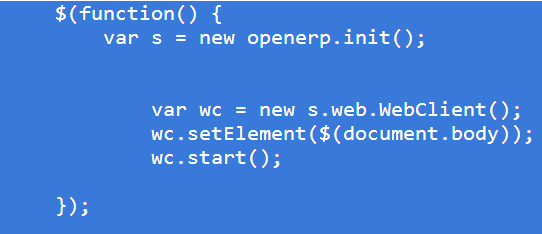 $(function() {
    var s = new openerp.init();
        var wc = new s.web.WebClient();
        wc.setElement($(document.body));
        wc.start();
});